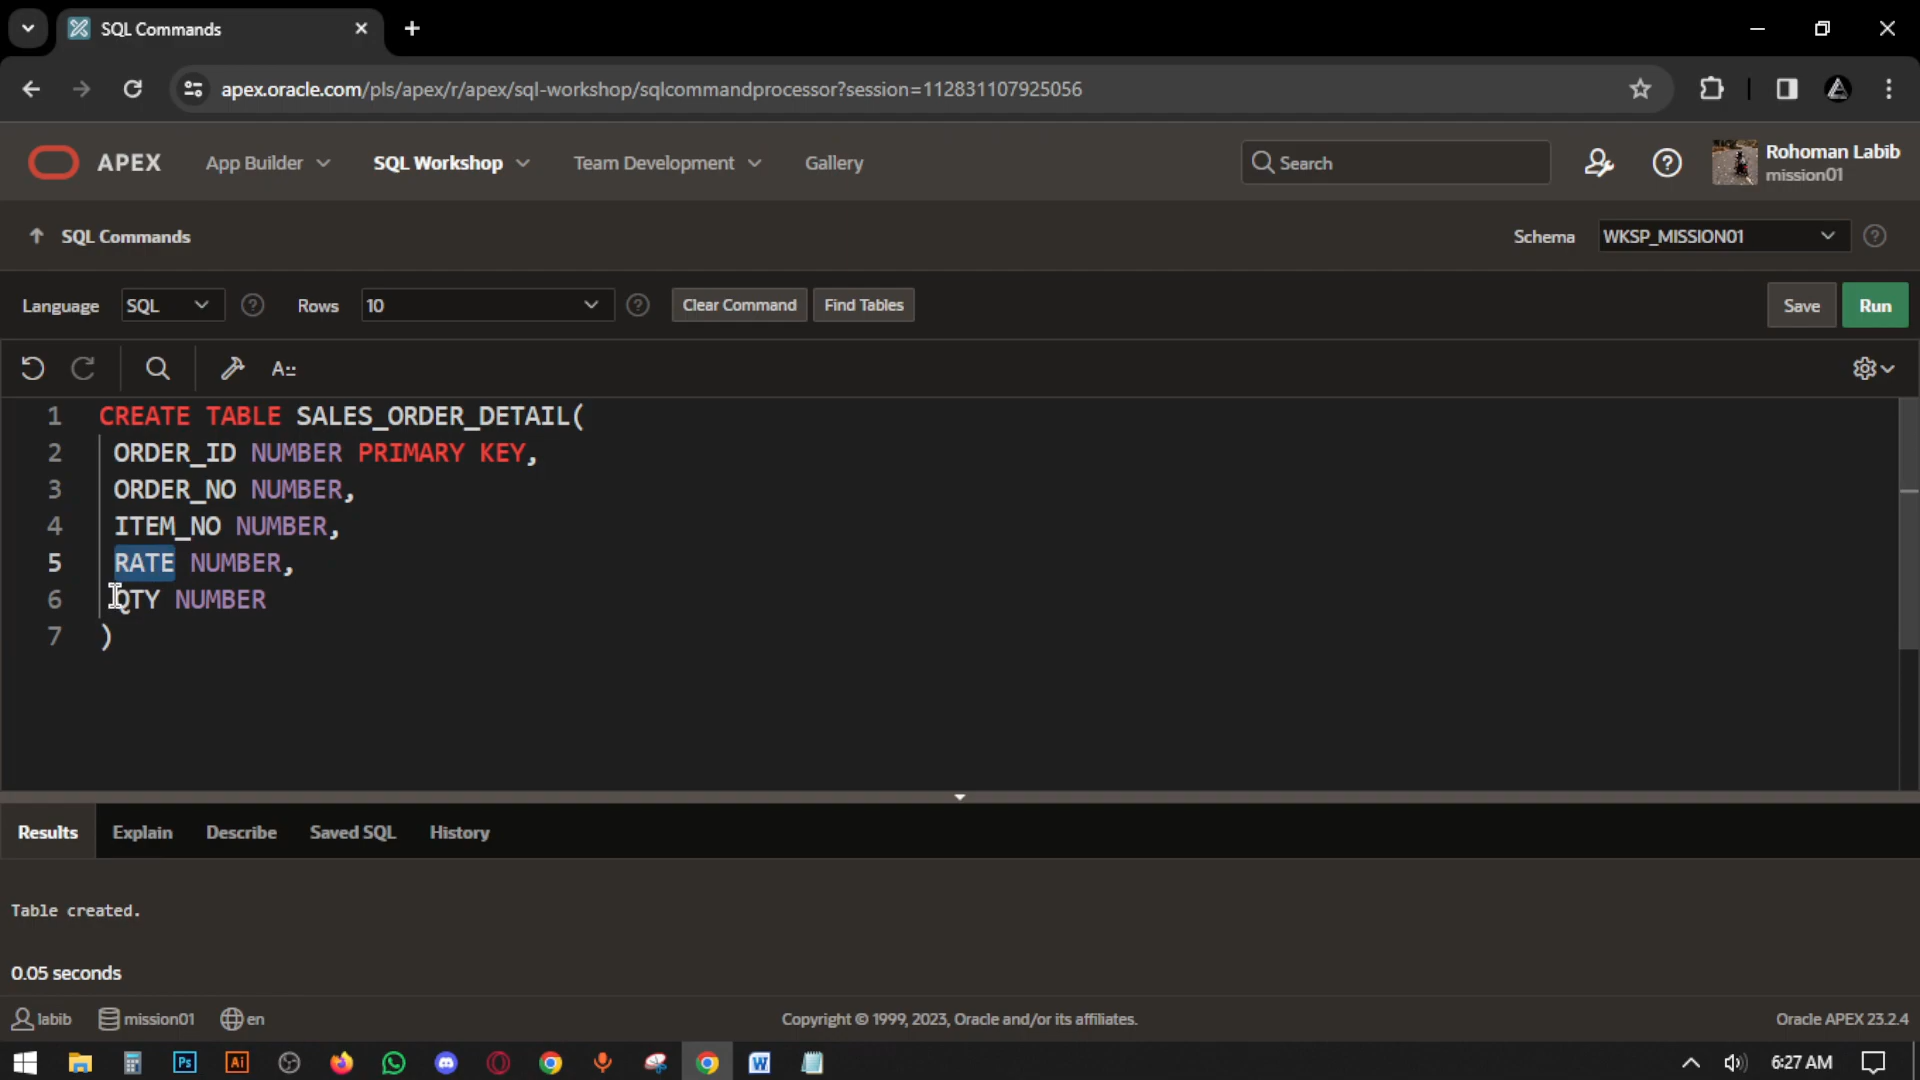 SQL Commands
apex.oracle.com/pls/apex/r/apex/sql-workshop/sqlcommandprocessor?session=112831107925056
APEX App Builder SQL Workshop Team Development Gallery Search Rohoman Labib
mission01
SQL Commands Schema WKSP_MISSION01
Language SQL Rows 10 Clear Command Find Tables Save Run
A::
1 CREATE TABLE SALES_ORDER_DETAIL(
2 ORDER_ID NUMBER PRIMARY KEY,
3 ORDER_NO NUMBER,
4 ITEM_NO NUMBER,
5 RATE NUMBER,
6 QTY NUMBER
7 )
Results Explain Describe Saved SQL History
Table created.
0.05 seconds
labib mission01 en Copyright © 1999, 2023, Oracle and/or its affiliates. Oracle APEX 23.2.4
Ps Ai W 6:27 AM